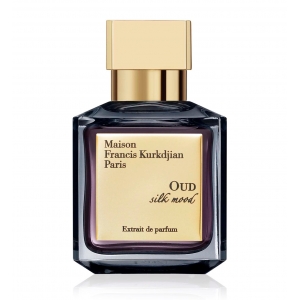 Maison
Francis Kurkdjian
Paris
OUD
silk mood
Extrait de parfum